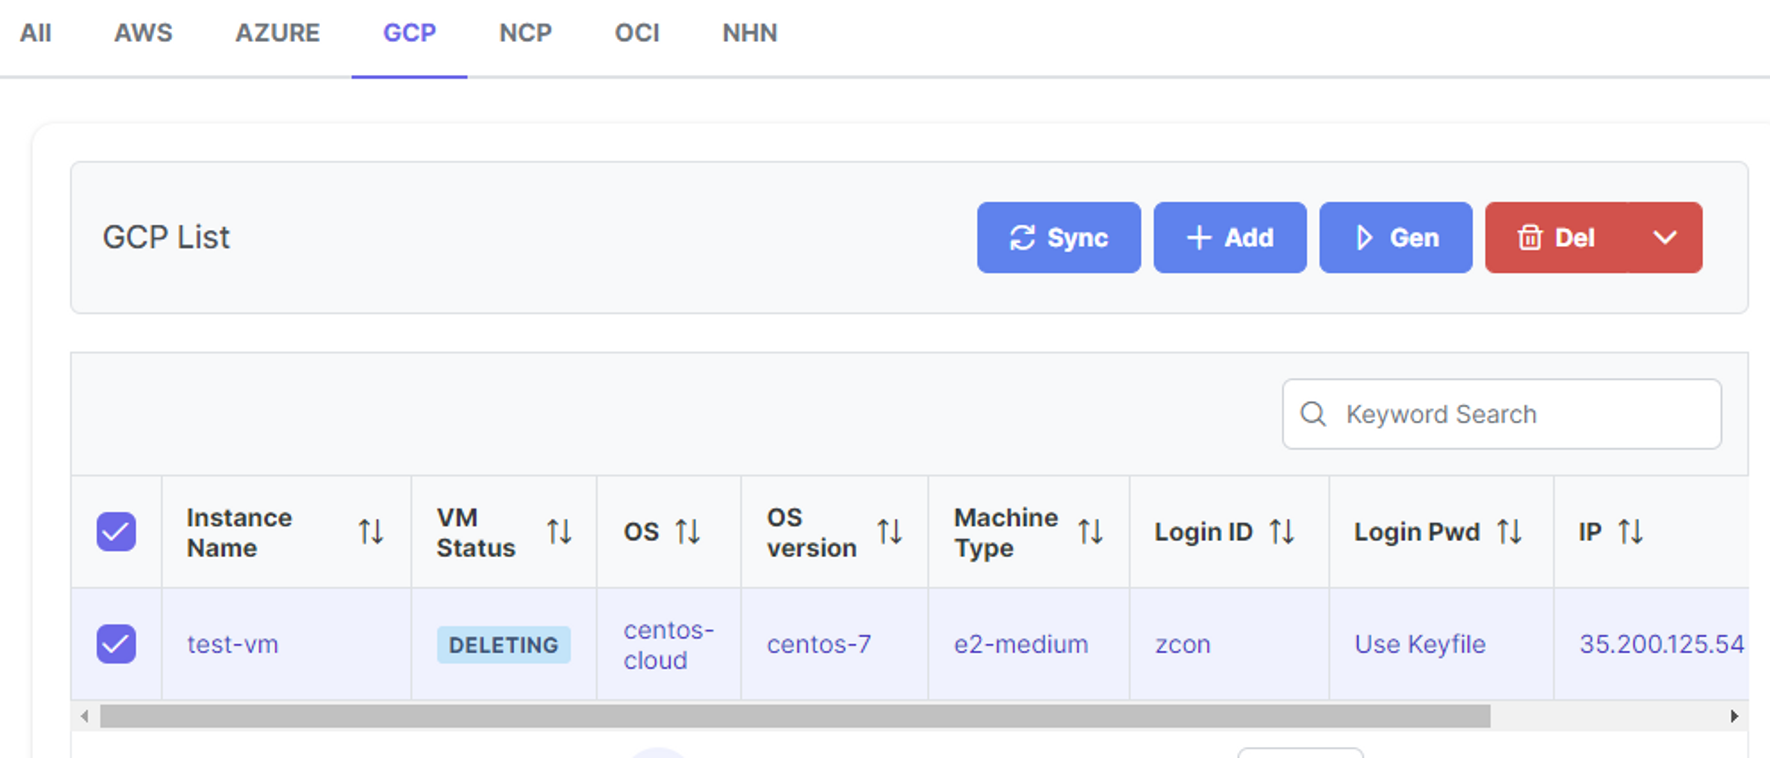 All AWS AZURE GCP NCP OCI NHN
GCP List
Sync Add Gen Del
Keyword Search
Instance Name VM Status OS OS version Machine Type Login ID Login Pwd IP
test-vm DELETING centos-cloud centos-7 e2-medium zcon Use Keyfile 35.200.125.54